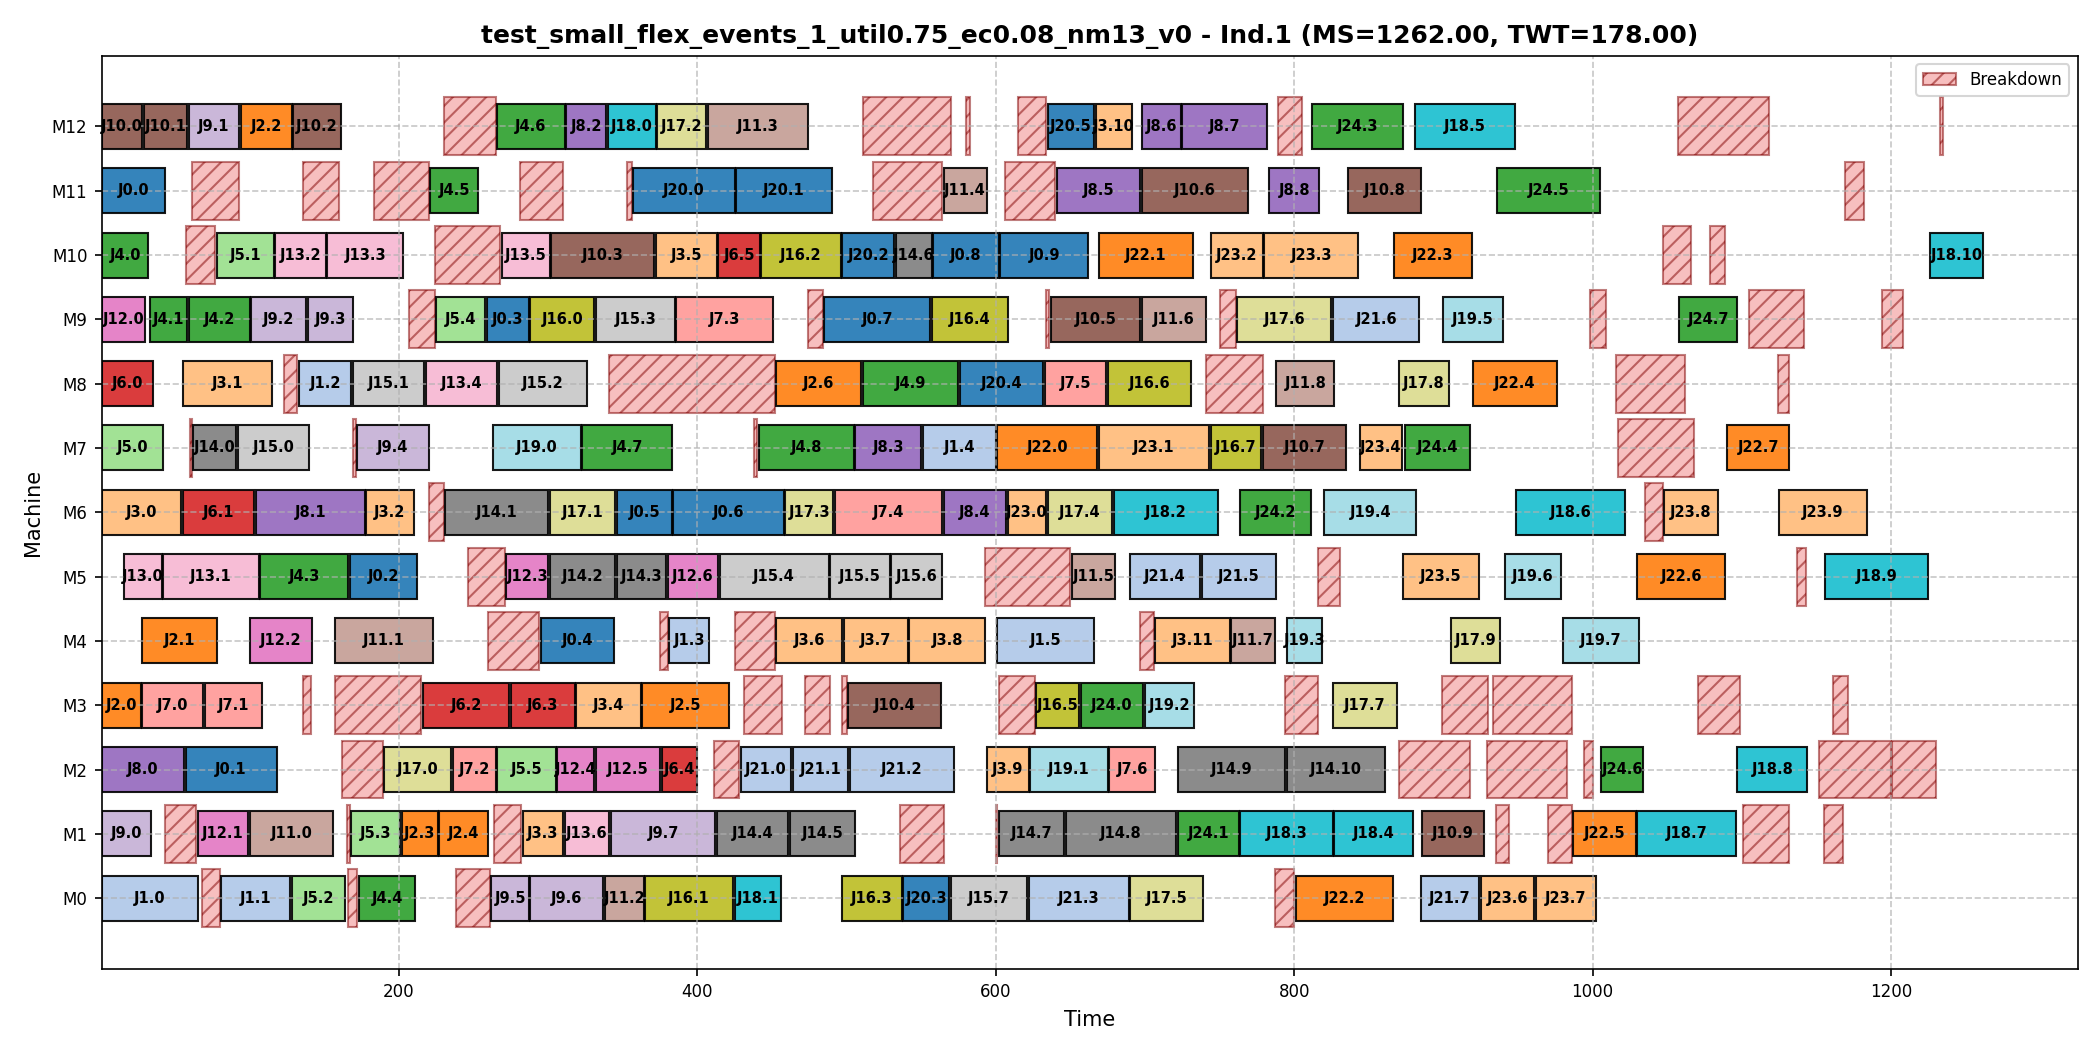 test_small_flex_events_1_util0.75_ec0.08_nm13_v0 - Ind.1 (MS=1262.00, TWT=178.00)
Breakdown
M12 J10.0 J10.1 J9.1 J2.2 J10.2 J4.6 J8.2 J18.0 J17.2 J11.3 J20.5 J3.10 J8.6 J8.7 J24.3 J18.5
M11 J0.0 J4.5 J20.0 J20.1 J11.4 J8.5 J10.6 J8.8 J10.8 J24.5
M10 J4.0 J5.1 J13.2 J13.3 J13.5 J10.3 J3.5 J6.5 J16.2 J20.2 J14.6 J0.8 J0.9 J22.1 J23.2 J23.3 J22.3 J18.10
M9 J12.0 J4.1 J4.2 J9.2 J9.3 J5.4 J0.3 J16.0 J15.3 J7.3 J0.7 J16.4 J10.5 J11.6 J17.6 J21.6 J19.5 J24.7
M8 J6.0 J3.1 J1.2 J15.1 J13.4 J15.2 J2.6 J4.9 J20.4 J7.5 J16.6 J11.8 J17.8 J22.4
M7 J5.0 J14.0 J15.0 J9.4 J19.0 J4.7 J4.8 J8.3 J1.4 J22.0 J23.1 J16.7 J10.7 J23.4 J24.4 J22.7
M6 J3.0 J6.1 J8.1 J3.2 J14.1 J17.1 J0.5 J0.6 J17.3 J7.4 J8.4 J23.0 J17.4 J18.2 J24.2 J19.4 J18.6 J23.8 J23.9
M5 J13.0 J13.1 J4.3 J0.2 J12.3 J14.2 J14.3 J12.6 J15.4 J15.5 J15.6 J11.5 J21.4 J21.5 J23.5 J19.6 J22.6 J18.9
M4 J2.1 J12.2 J11.1 J0.4 J1.3 J3.6 J3.7 J3.8 J1.5 J3.11 J11.7 J19.3 J17.9 J19.7
M3 J2.0 J7.0 J7.1 J6.2 J6.3 J3.4 J2.5 J10.4 J16.5 J24.0 J19.2 J17.7
M2 J8.0 J0.1 J17.0 J7.2 J5.5 J12.4 J12.5 J6.4 J21.0 J21.1 J21.2 J3.9 J19.1 J7.6 J14.9 J14.10 J24.6 J18.8
M1 J9.0 J12.1 J11.0 J5.3 J2.3 J2.4 J3.3 J13.6 J9.7 J14.4 J14.5 J14.7 J14.8 J24.1 J18.3 J18.4 J10.9 J22.5 J18.7
M0 J1.0 J1.1 J5.2 J4.4 J9.5 J9.6 J11.2 J16.1 J18.1 J16.3 J20.3 J15.7 J21.3 J17.5 J22.2 J21.7 J23.6 J23.7
Machine
200 400 600 800 1000 1200
Time